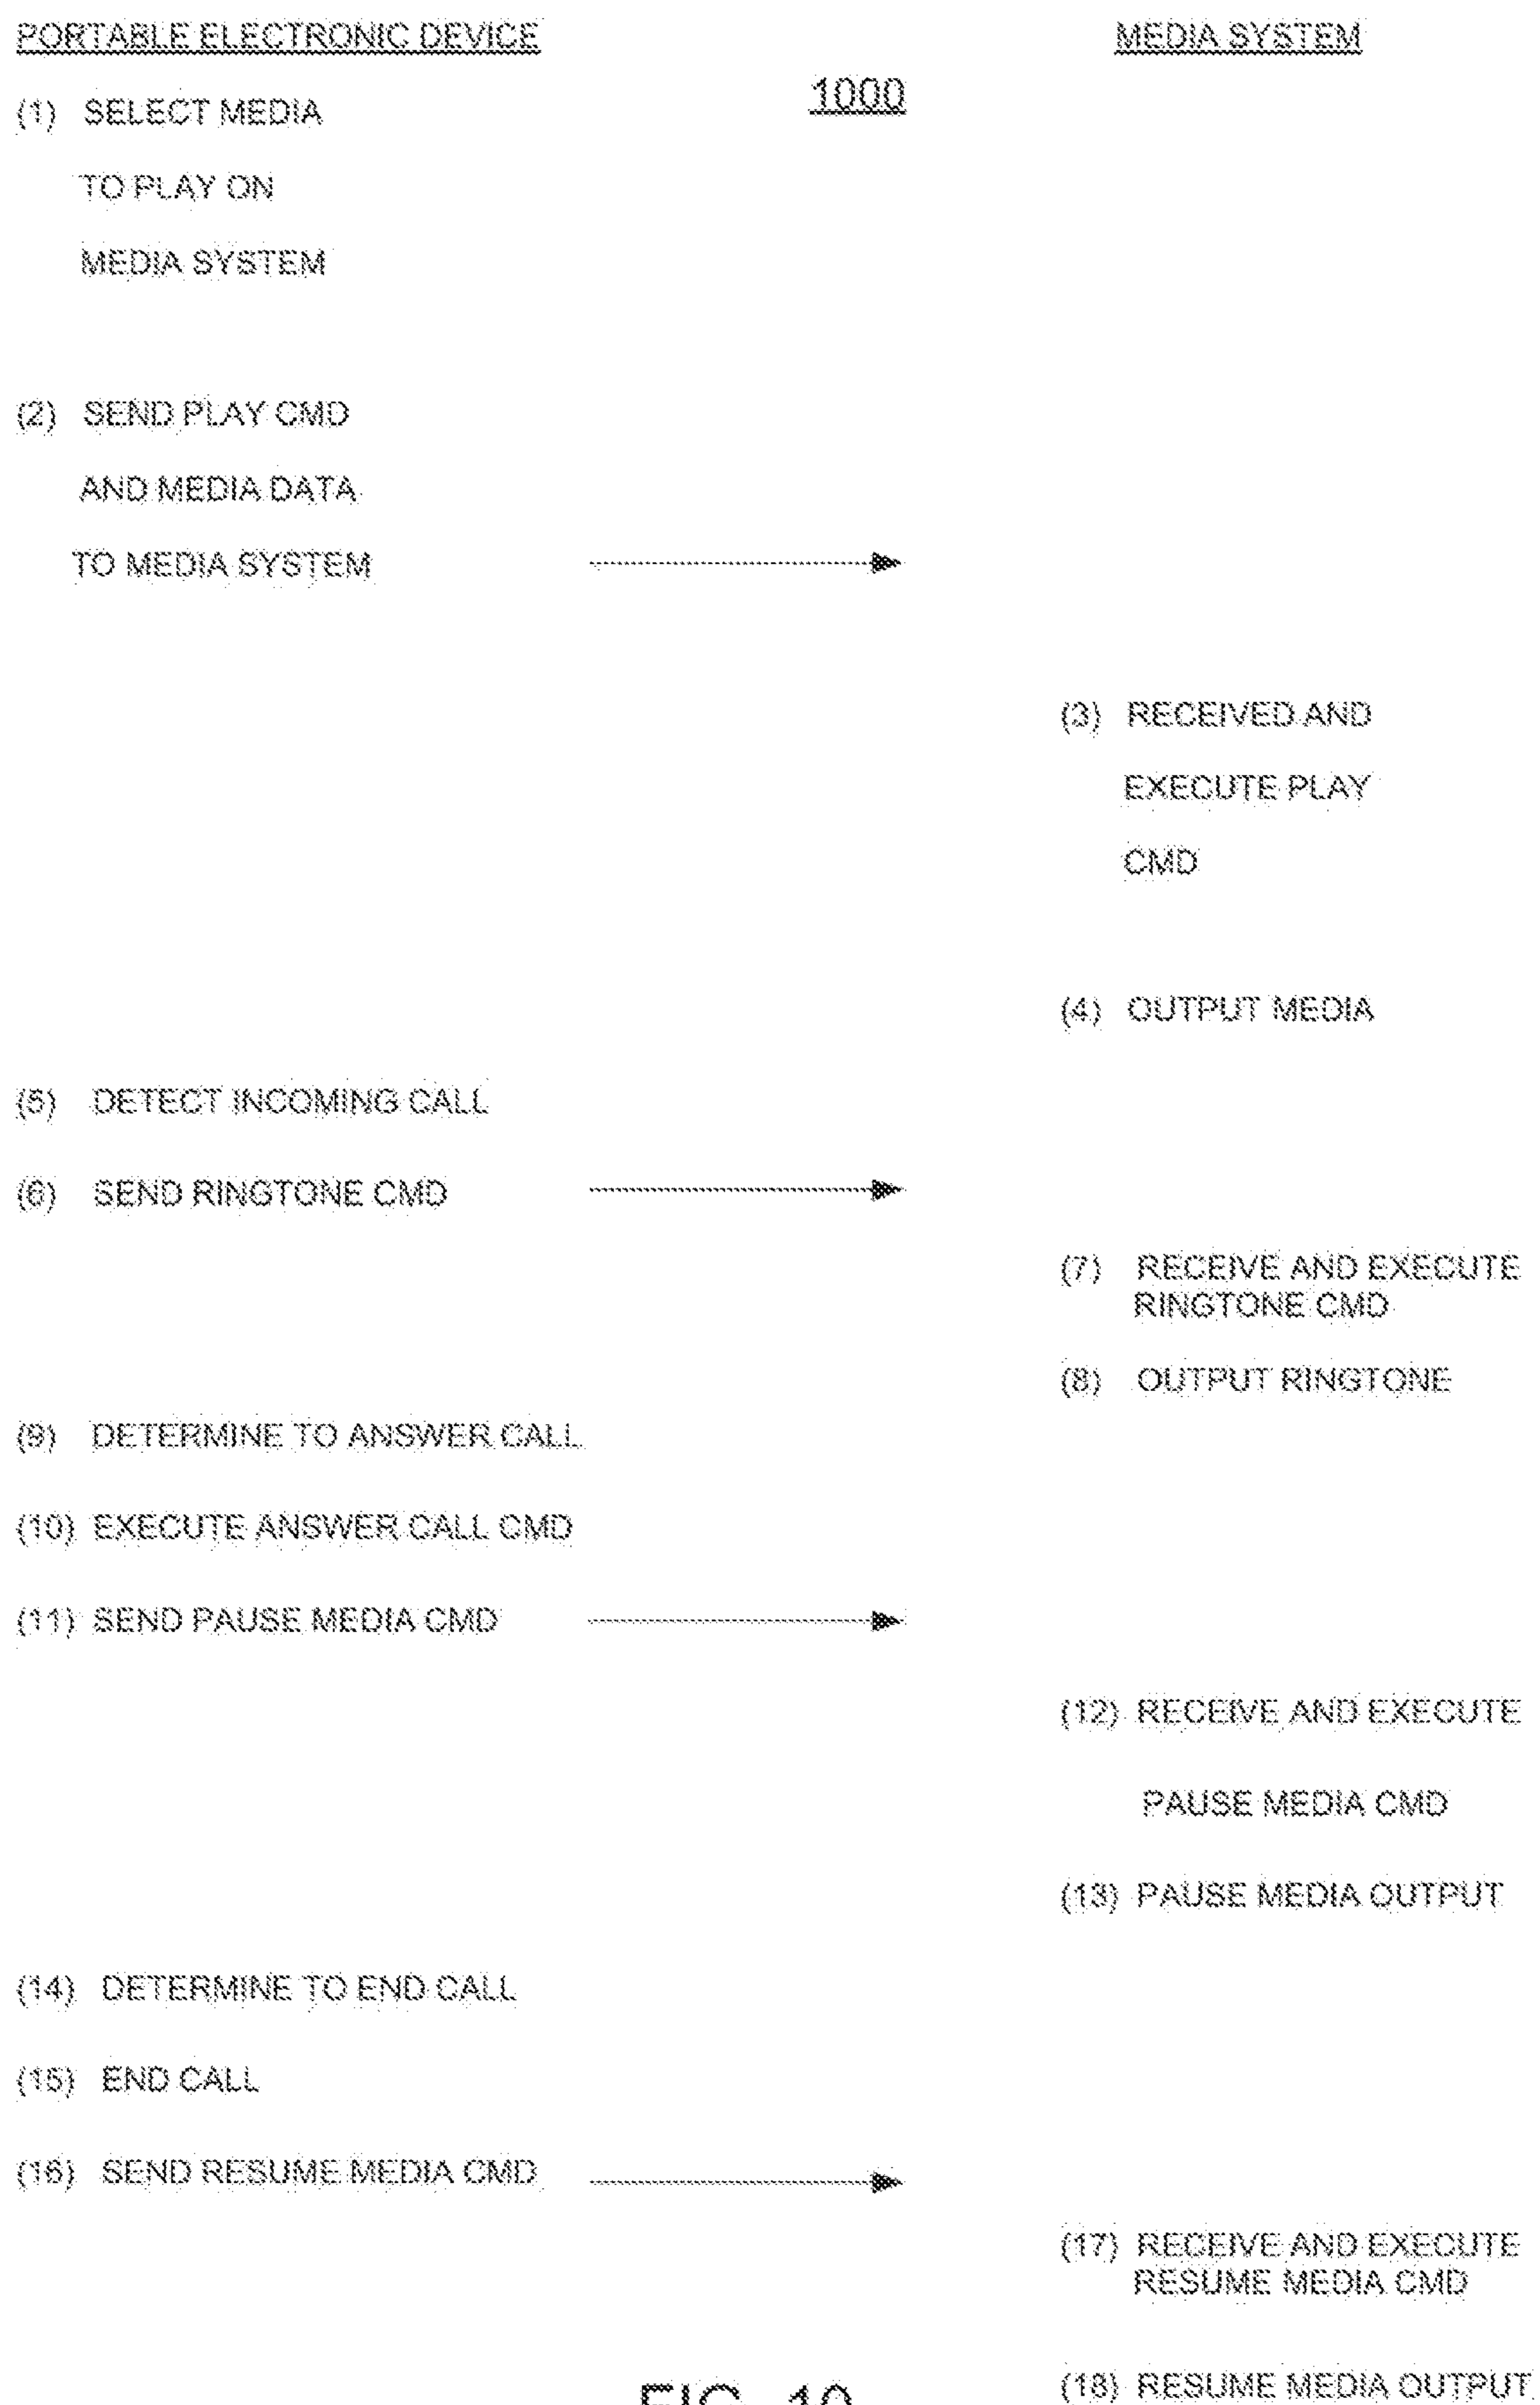 PORTABLE ELECTRONIC DEVICE
MEDIA SYSTEM
1000
(1) SELECT MEDIA
TO PLAY ON
MEDIA SYSTEM
(2) SEND PLAY CMD
AND MEDIA DATA
TO MEDIA SYSTEM
(3) RECEIVED AND
EXECUTE PLAY
CMD
(4) OUTPUT MEDIA
(5) DETECT INCOMING CALL
(6) SEND RINGTONE CMD
(7) RECEIVE AND EXECUTE
RINGTONE CMD
(8) OUTPUT RINGTONE
(9) DETERMINE TO ANSWER CALL
(10) EXECUTE ANSWER CALL CMD
(11) SEND PAUSE MEDIA CMD
(12) RECEIVE AND EXECUTE
PAUSE MEDIA CMD
(13) PAUSE MEDIA OUTPUT
(14) DETERMINE TO END CALL
(15) END CALL
(16) SEND RESUME MEDIA CMD
(17) RECEIVE AND EXECUTE
RESUME MEDIA CMD
(18) RESUME MEDIA OUTPUT
FIG. 10